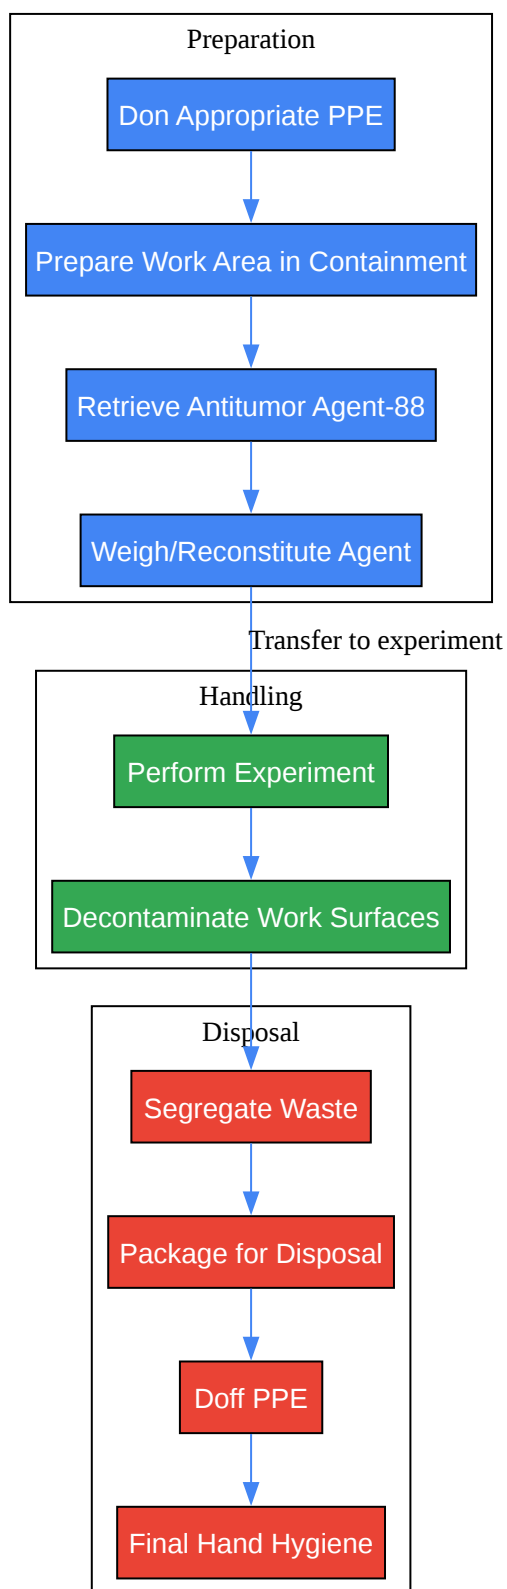 Preparation
Don Appropriate PPE
Prepare Work Area in Containment
Retrieve Antitumor Agent-88
Weigh/Reconstitute Agent
Transfer to experiment
Handling
Perform Experiment
Decontaminate Work Surfaces
Disposal
Segregate Waste
Package for Disposal
Doff PPE
Final Hand Hygiene